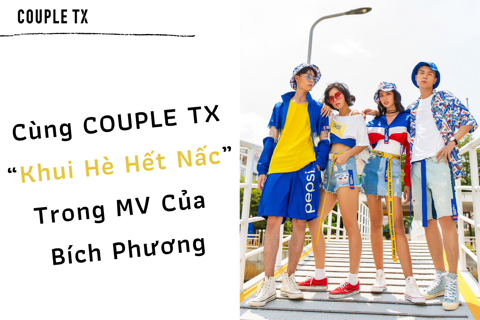 COUPLE TX
Cùng COUPLE TX
“Khui Hè Hết Nấc”
Trong MV Của
Bích Phương
pepsi